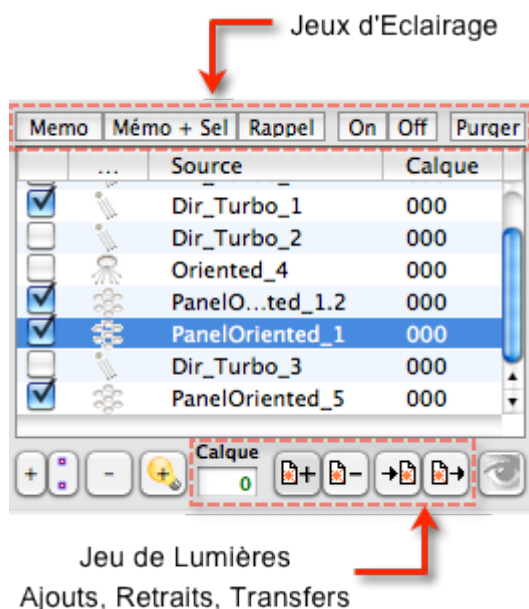 Jeux d'Eclairage
Memo Mémo + Sel Rappel On Off Purger
... Source Calque
Dir_Turbo_1 000
Dir_Turbo_2 000
Oriented_4 000
PanelO...ted_1.2 000
PanelOriented_1 000
Dir_Turbo_3 000
PanelOriented_5 000
Calque
+ - + 0 + -
Jeu de Lumières
Ajouts, Retraits, Transfers